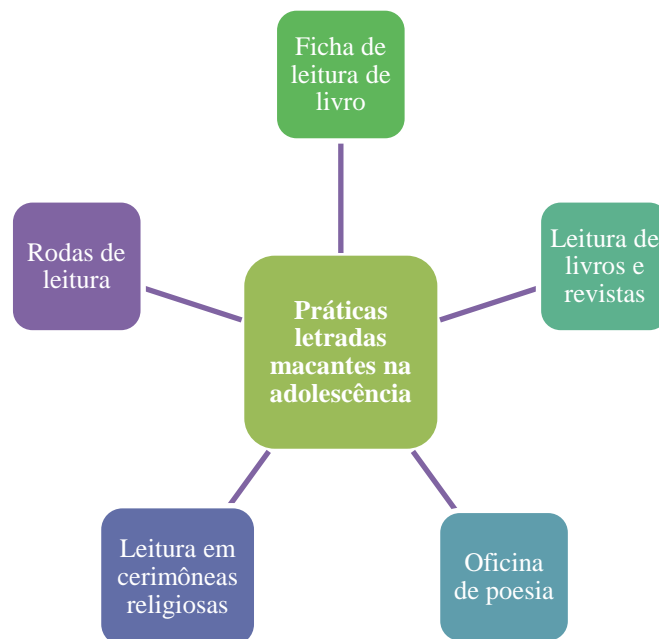 Ficha de
leitura de
livro
Rodas de
leitura
Leitura de
livros e
revistas
Práticas
letradas
macantes na
adolescência
Leitura em
cerimôneas
religiosas
Oficina
de poesia